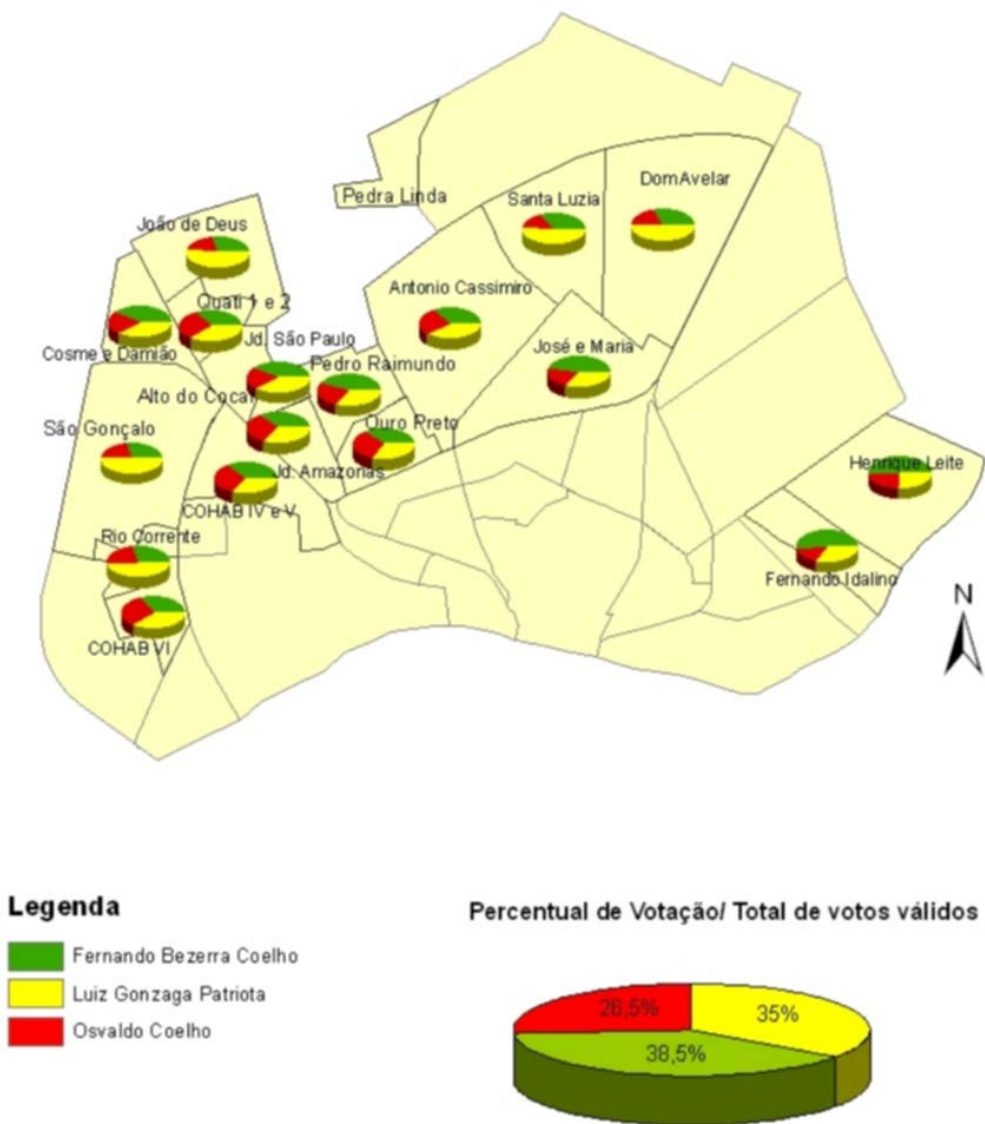 Pedra Linda
Santa Luzia
DomAvelar
João de Deus
Antonio Cassimiro
Quati 1 e 2
Jd. São Paulo
Cosme e Damião
José e Maria
Pedro Raimundo
Alto do Cocar
São Gonçalo
Ouro Preto
Jd. Amazonas
Henrique Leite
COHAB IV e V
Rio Corrente
Fernando Idalino
COHAB VI
N
Legenda
Fernando Bezerra Coelho
Luiz Gonzaga Patriota
Osvaldo Coelho
Percentual de Votação/ Total de votos válidos
26,5%
35%
38,5%